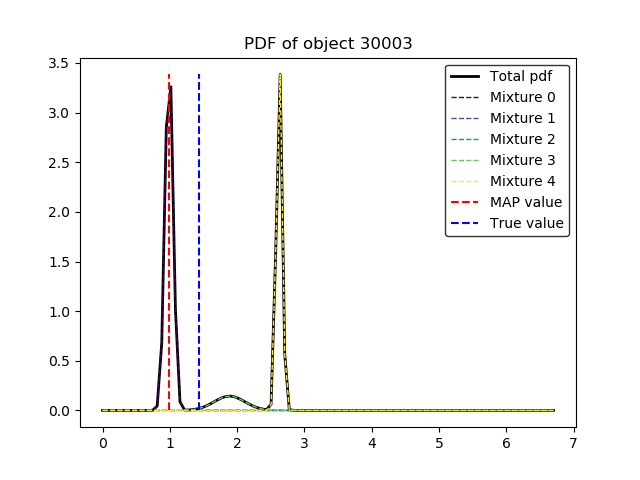 PDF of object 30003
3.5
3.0
2.5
2.0
1.5
1.0
0.5
0.0
0 1 2 3 4 5 6 7
Total pdf
Mixture 0
Mixture 1
Mixture 2
Mixture 3
Mixture 4
MAP value
True value